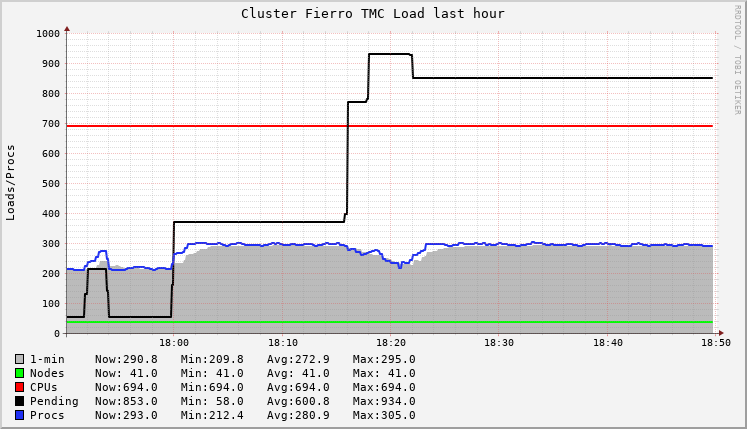 Cluster Fierro TMC Load last hour
RRDTOOL / TOBI OETIKER
Loads/Procs
1000
900
800
700
600
500
400
300
200
100
0
18:00 18:10 18:20 18:30 18:40 18:50
1-min Now:290.8 Min:209.8 Avg:272.9 Max:295.0
Nodes Now: 41.0 Min: 41.0 Avg: 41.0 Max: 41.0
CPUs Now:694.0 Min:694.0 Avg:694.0 Max:694.0
Pending Now:853.0 Min: 58.0 Avg:600.8 Max:934.0
Procs Now:293.0 Min:212.4 Avg:280.9 Max:305.0